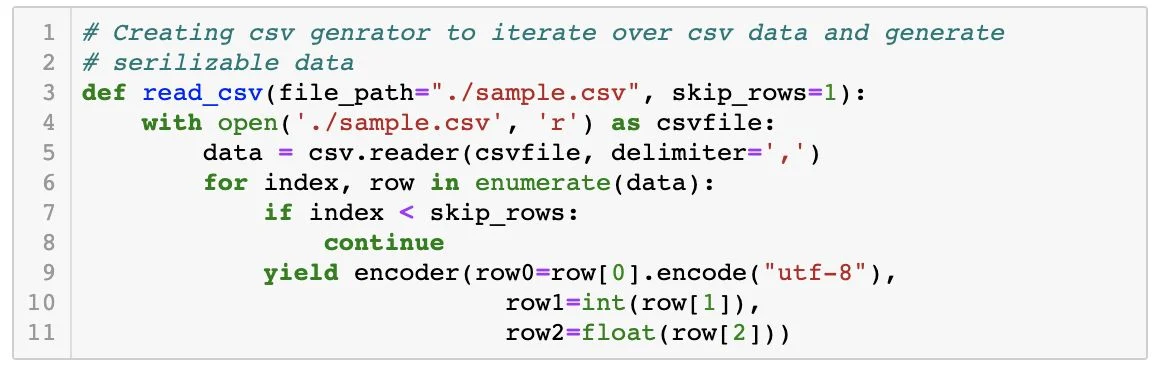 1 # Creating csv genrator to iterate over csv data and generate
2 # serilizable data
3 def read_csv(file_path="./sample.csv", skip_rows=1):
4     with open('./sample.csv', 'r') as csvfile:
5         data = csv.reader(csvfile, delimiter=',')
6         for index, row in enumerate(data):
7             if index < skip_rows:
8                 continue
9             yield encoder(row0=row[0].encode("utf-8"),
10                             row1=int(row[1]),
11                             row2=float(row[2]))